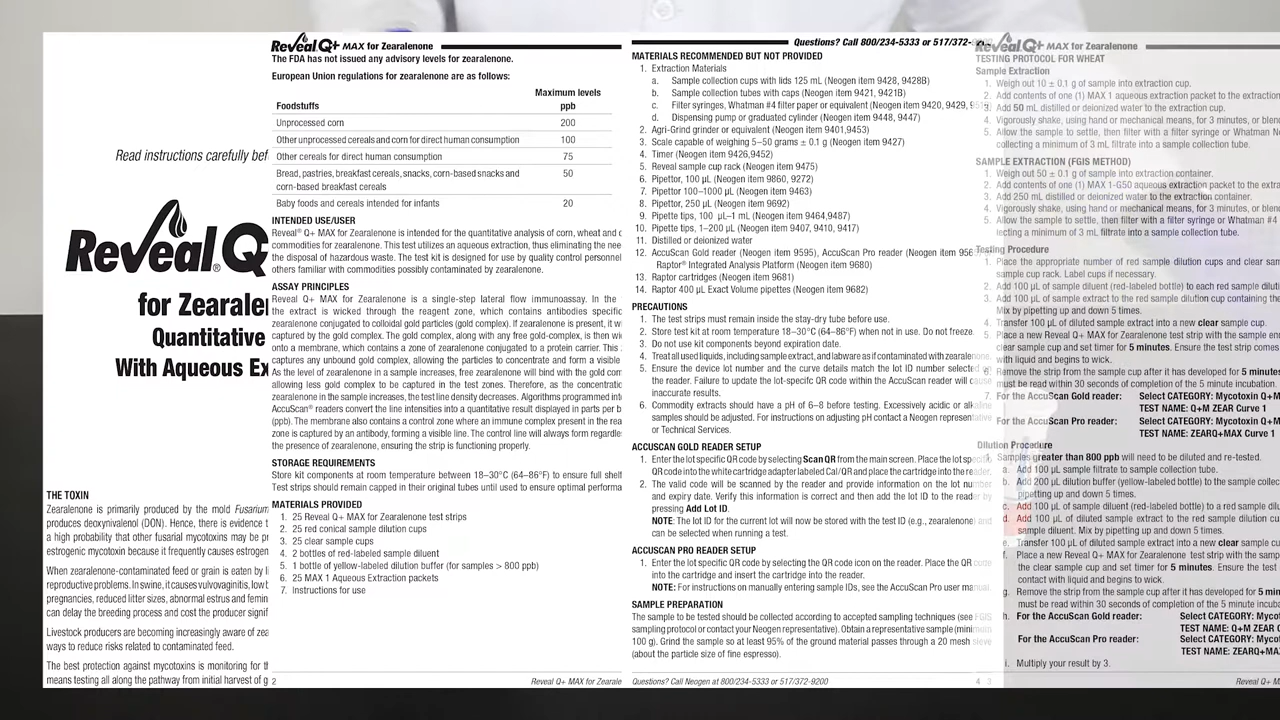 Read instructions carefully bef
Reveal Q
for Zearale
Quantitative
With Aqueous Ex
THE TOXIN
Zearalenone is primarily produced by the mold Fusarium
produces deoxynivalenol (DON). Hence, there is evidence t
a high probability that other fusarial mycotoxins may be pr
estrogenic mycotoxin because it frequently causes estrogen
When zearalenone-contaminated feed or grain is eaten by li
reproductive problems. In swine, it causes vulvovaginitis, low b
pregnancies, reduced litter sizes, abnormal estrus and femin
can delay the breeding process and cost the producer signif
Livestock producers are becoming increasingly aware of zea
ways to reduce risks related to contaminated feed.
The best protection against mycotoxins is monitoring for th
means testing all along the pathway from initial harvest of g
Reveal Q+ MAX for Zearalenone
The FDA has not issued any advisory levels for zearalenone.
European Union regulations for zearalenone are as follows:
Maximum levels
Foodstuffs ppb
Unprocessed corn 200
Other unprocessed cereals and corn for direct human consumption 100
Other cereals for direct human consumption 75
Bread, pastries, breakfast cereals, snacks, corn-based snacks and 50
corn-based breakfast cereals
Baby foods and cereals intended for infants 20
INTENDED USE/USER
Reveal® Q+ MAX for Zearalenone is intended for the quantitative analysis of corn, wheat and c
commodities for zearalenone. This test utilizes an aqueous extraction, thus eliminating the nee
the disposal of hazardous waste. The test kit is designed for use by quality control personnel
others familiar with commodities possibly contaminated by zearalenone.
ASSAY PRINCIPLES
Reveal Q+ MAX for Zearalenone is a single-step lateral flow immunoassay. In the
the extract is wicked through the reagent zone, which contains antibodies specific
zearalenone conjugated to colloidal gold particles (gold complex). If zearalenone is present, it wi
captured by the gold complex. The gold complex, along with any free gold-complex, is then wic
onto a membrane, which contains a zone of zearalenone conjugated to a protein carrier. This
captures any unbound gold complex, allowing the particles to concentrate and form a visible
As the level of zearalenone in a sample increases, free zearalenone will bind with the gold com
allowing less gold complex to be captured in the test zones. Therefore, as the concentratic
zearalenone in the sample increases, the test line density decreases. Algorithms programmed into
AccuScan® readers convert the line intensities into a quantitative result displayed in parts per b
(ppb). The membrane also contains a control zone where an immune complex present in the rea
zone is captured by an antibody, forming a visible line. The control line will always form regardle
the presence of zearalenone, ensuring the strip is functioning properly.
STORAGE REQUIREMENTS
Store kit components at room temperature between 18–30°C (64–86°F) to ensure full shelf
Test strips should remain capped in their original tubes until used to ensure optimal performa
MATERIALS PROVIDED
1. 25 Reveal Q+ MAX for Zearalenone test strips
2. 25 red conical sample dilution cups
3. 25 clear sample cups
4. 2 bottles of red-labeled sample diluent
5. 1 bottle of yellow-labeled dilution buffer (for samples > 800 ppb)
6. 25 MAX 1 Aqueous Extraction packets
7. Instructions for use
2 Reveal Q+ MAX for Zearale
Questions? Call 800/234-5333 or 517/372-
MATERIALS RECOMMENDED BUT NOT PROVIDED
1. Extraction Materials
a. Sample collection cups with lids 125 mL (Neogen item 9428, 9428B)
b. Sample collection tubes with caps (Neogen item 9421, 9421B)
c. Filter syringes, Whatman #4 filter paper or equivalent (Neogen item 9420, 9429, 9
d. Dispensing pump or graduated cylinder (Neogen item 9448, 9447)
2. Agri-Grind grinder or equivalent (Neogen item 9401,9453)
3. Scale capable of weighing 5–50 grams ± 0.1 g (Neogen item 9427)
4. Timer (Neogen item 9426,9452)
5. Reveal sample cup rack (Neogen item 9475)
6. Pipettor, 100 µL (Neogen item 9860, 9272)
7. Pipettor 100–1000 µL (Neogen item 9463)
8. Pipettor, 250 µL (Neogen item 9692)
9. Pipette tips, 100 µL–1 mL (Neogen item 9464,9487)
10. Pipette tips, 1–200 µL (Neogen item 9407, 9410, 9417)
11. Distilled or deionized water
12. AccuScan Gold reader (Neogen item 9595), AccuScan Pro reader (Neogen item 956
Raptor® Integrated Analysis Platform (Neogen item 9680)
13. Raptor cartridges (Neogen item 9681)
14. Raptor 400 µL Exact Volume pipettes (Neogen item 9682)
PRECAUTIONS
1. The test strips must remain inside the stay-dry tube before use.
2. Store test kit at room temperature 18–30°C (64–86°F) when not in use. Do not freeze.
3. Do not use kit components beyond expiration date.
4. Treat all used liquids, including sample extract, and labware as if contaminated with zearalenone.
5. Ensure the device lot number and the curve details match the lot ID number selected
the reader. Failure to update the lot-specifc QR code within the AccuScan reader will cause
inaccurate results.
6. Commodity extracts should have a pH of 6–8 before testing. Excessively acidic or alkaline
samples should be adjusted. For instructions on adjusting pH contact a Neogen representative
or Technical Services.
ACCUSCAN GOLD READER SETUP
1. Enter the lot specific QR code by selecting Scan QR from the main screen. Place the lot specific
QR code into the white cartridge adapter labeled Cal/QR and place the cartridge into the reader.
2. The valid code will be scanned by the reader and provide information on the lot number
and expiry date. Verify this information is correct and then add the lot ID to the reader by
pressing Add Lot ID.
NOTE: The lot ID for the current lot will now be stored with the test ID (e.g., zearalenone) and
can be selected when running a test.
ACCUSCAN PRO READER SETUP
1. Enter the lot specific QR code by selecting the QR code icon on the reader. Place the QR code
into the cartridge and insert the cartridge into the reader.
NOTE: For instructions on manually entering sample IDs, see the AccuScan Pro user manual.
SAMPLE PREPARATION
The sample to be tested should be collected according to accepted sampling techniques (see FGIS
sampling protocol or contact your Neogen representative). Obtain a representative sample (minimum
100 g). Grind the sample so at least 95% of the ground material passes through a 20 mesh sieve
(about the particle size of fine espresso).
Questions? Call Neogen at 800/234-5333 or 517/372-9200 3
Reveal Q+ MAX for Zearalenone
TESTING PROTOCOL FOR WHEAT
Sample Extraction
1. Weigh out 10 ± 0.1 g of sample into extraction cup.
2. Add contents of one (1) MAX 1 aqueous extraction packet to the extra
3. Add 50 mL distilled or deionized water to the extraction cup.
4. Vigorously shake, using hand or mechanical means, for 3 minutes, or blen
5. Allow the sample to settle, then filter with a filter syringe or Whatman N
collecting a minimum of 3 mL filtrate into a sample collection tube.
SAMPLE EXTRACTION (FGIS METHOD)
1. Weigh out 50 ± 0.1 g of sample into extraction container.
2. Add contents of one (1) MAX 1-G50 aqueous extraction packet to the extra
3. Add 250 mL distilled or deionized water to the extraction container.
4. Vigorously shake, using hand or mechanical means, for 3 minutes, or blen
5. Allow the sample to settle, then filter with a filter syringe or Whatman #4
lecting a minimum of 3 mL filtrate into a sample collection tube.
Testing Procedure
1. Place the appropriate number of red sample dilution cups and clear sam
sample cup rack. Label cups if necessary.
2. Add 100 µL of sample diluent (red-labeled bottle) to each red sample diluti
3. Add 100 µL of sample extract to the red sample dilution cup containing the
Mix by pipetting up and down 5 times.
4. Transfer 100 µL of diluted sample extract into a new clear sample cup.
5. Place a new Reveal Q+ MAX for Zearalenone test strip with the sample end
clear sample cup and set timer for 5 minutes. Ensure the test strip comes
with liquid and begins to wick.
6. Remove the strip from the sample cup after it has developed for 5 minutes
must be read within 30 seconds of completion of the 5 minute incubation.
7. For the AccuScan Gold reader: Select CATEGORY: Mycotoxin Q+M
TEST NAME: Q+M ZEAR Curve 1
For the AccuScan Pro reader: Select CATEGORY: Mycotoxin Q+M
TEST NAME: ZEARQ+MAX Curve 1
Dilution Procedure
1. Samples greater than 800 ppb will need to be diluted and re-tested.
a. Add 100 µL sample filtrate to sample collection tube.
b. Add 200 µL dilution buffer (yellow-labeled bottle) to the sample collec
pipetting up and down 5 times.
c. Add 100 µL of sample diluent (red-labeled bottle) to a red sample dilu
d. Add 100 µL of diluted sample extract to the red sample dilution cu
sample diluent. Mix by pipetting up and down 5 times.
e. Transfer 100 µL of diluted sample extract into a new clear sample cu
f. Place a new Reveal Q+ MAX for Zearalenone test strip with the samp
the clear sample cup and set timer for 5 minutes. Ensure the test
contact with liquid and begins to wick.
g. Remove the strip from the sample cup after it has developed for 5 min
must be read within 30 seconds of completion of the 5 minute incuba
h. For the AccuScan Gold reader: Select CATEGORY: Mycot
TEST NAME: Q+M ZEAR C
For the AccuScan Pro reader: Select CATEGORY: Mycot
TEST NAME: ZEARQ+MA
i. Multiply your result by 3.
4 Reveal Q+ M